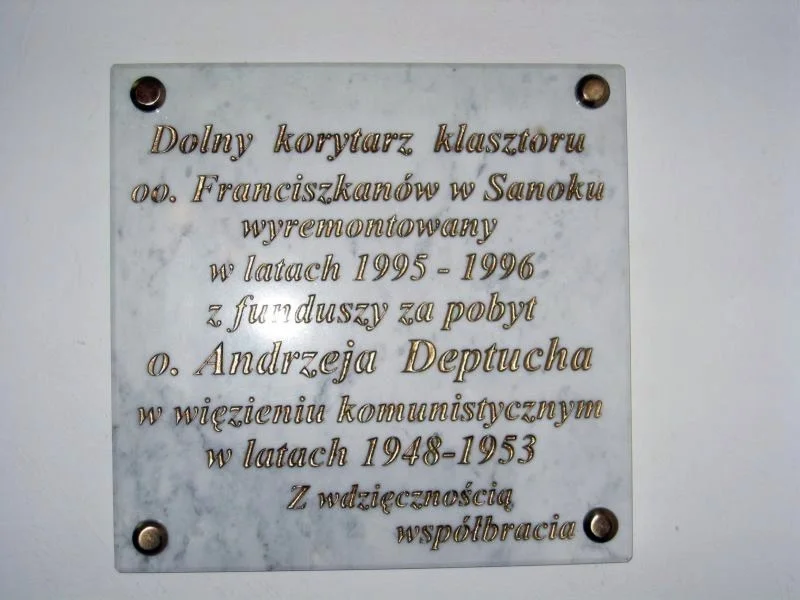 Dolny korytarz klasztoru
oo. Franciszkanów w Sanoku
wyremontowany
w latach 1995 - 1996
z funduszy za pobyt
o. Andrzeja Deptucha
w więzieniu komunistycznym
w latach 1948-1953
Z wdzięcznością
współbracia